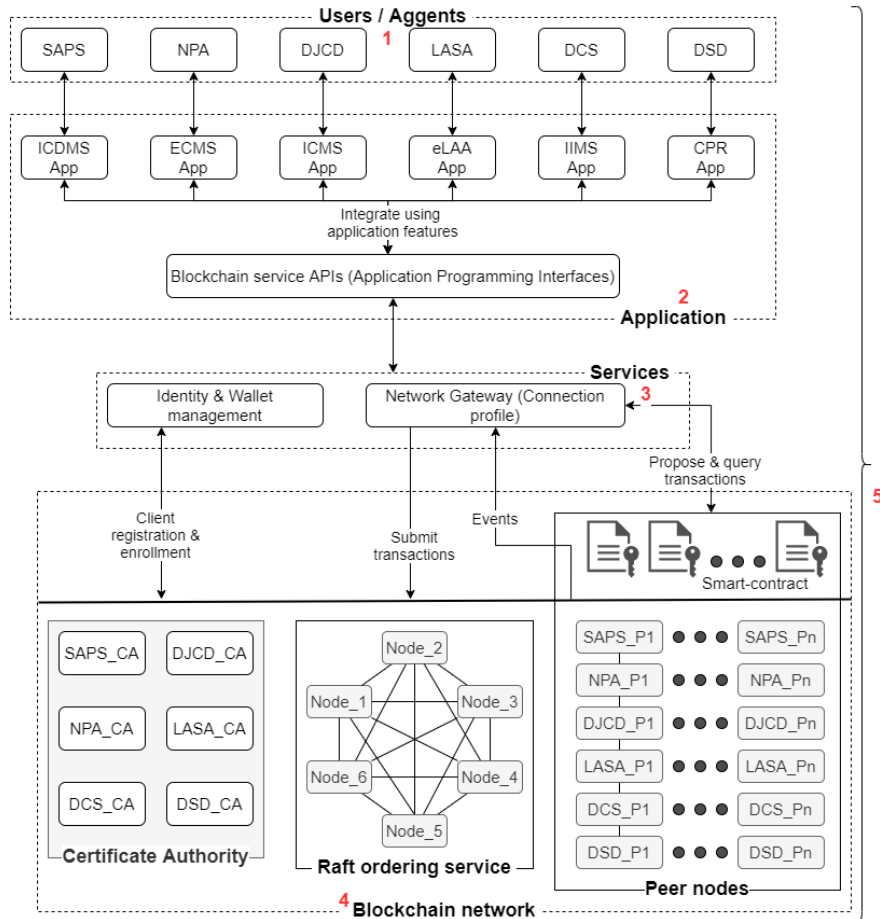 Users / Aggents
1
SAPS
NPA
DJCD
LASA
DCS
DSD
ICDMS
App
ECMS
App
ICMS
App
eLAA
App
IIMS
App
CPR
App
Integrate using
application features
Blockchain service APIs (Application Programming Interfaces)
2
Application
Services
3
Identity & Wallet
management
Network Gateway (Connection
profile)
5
Propose & query
transactions
Client
registration &
enrollment
Submit
transactions
Events
Smart-contract
SAPS_CA
DJCD_CA
NPA_CA
LASA_CA
DCS_CA
DSD_CA
Certificate Authority
Node_2
Node_1
Node_3
Node_6
Node_4
Node_5
Raft ordering service
SAPS_P1
SAPS_Pn
NPA_P1
NPA_Pn
DJCD_P1
DJCD_Pn
LASA_P1
LASA_Pn
DCS_P1
DCS_Pn
DSD_P1
DSD_Pn
Peer nodes
4
Blockchain network